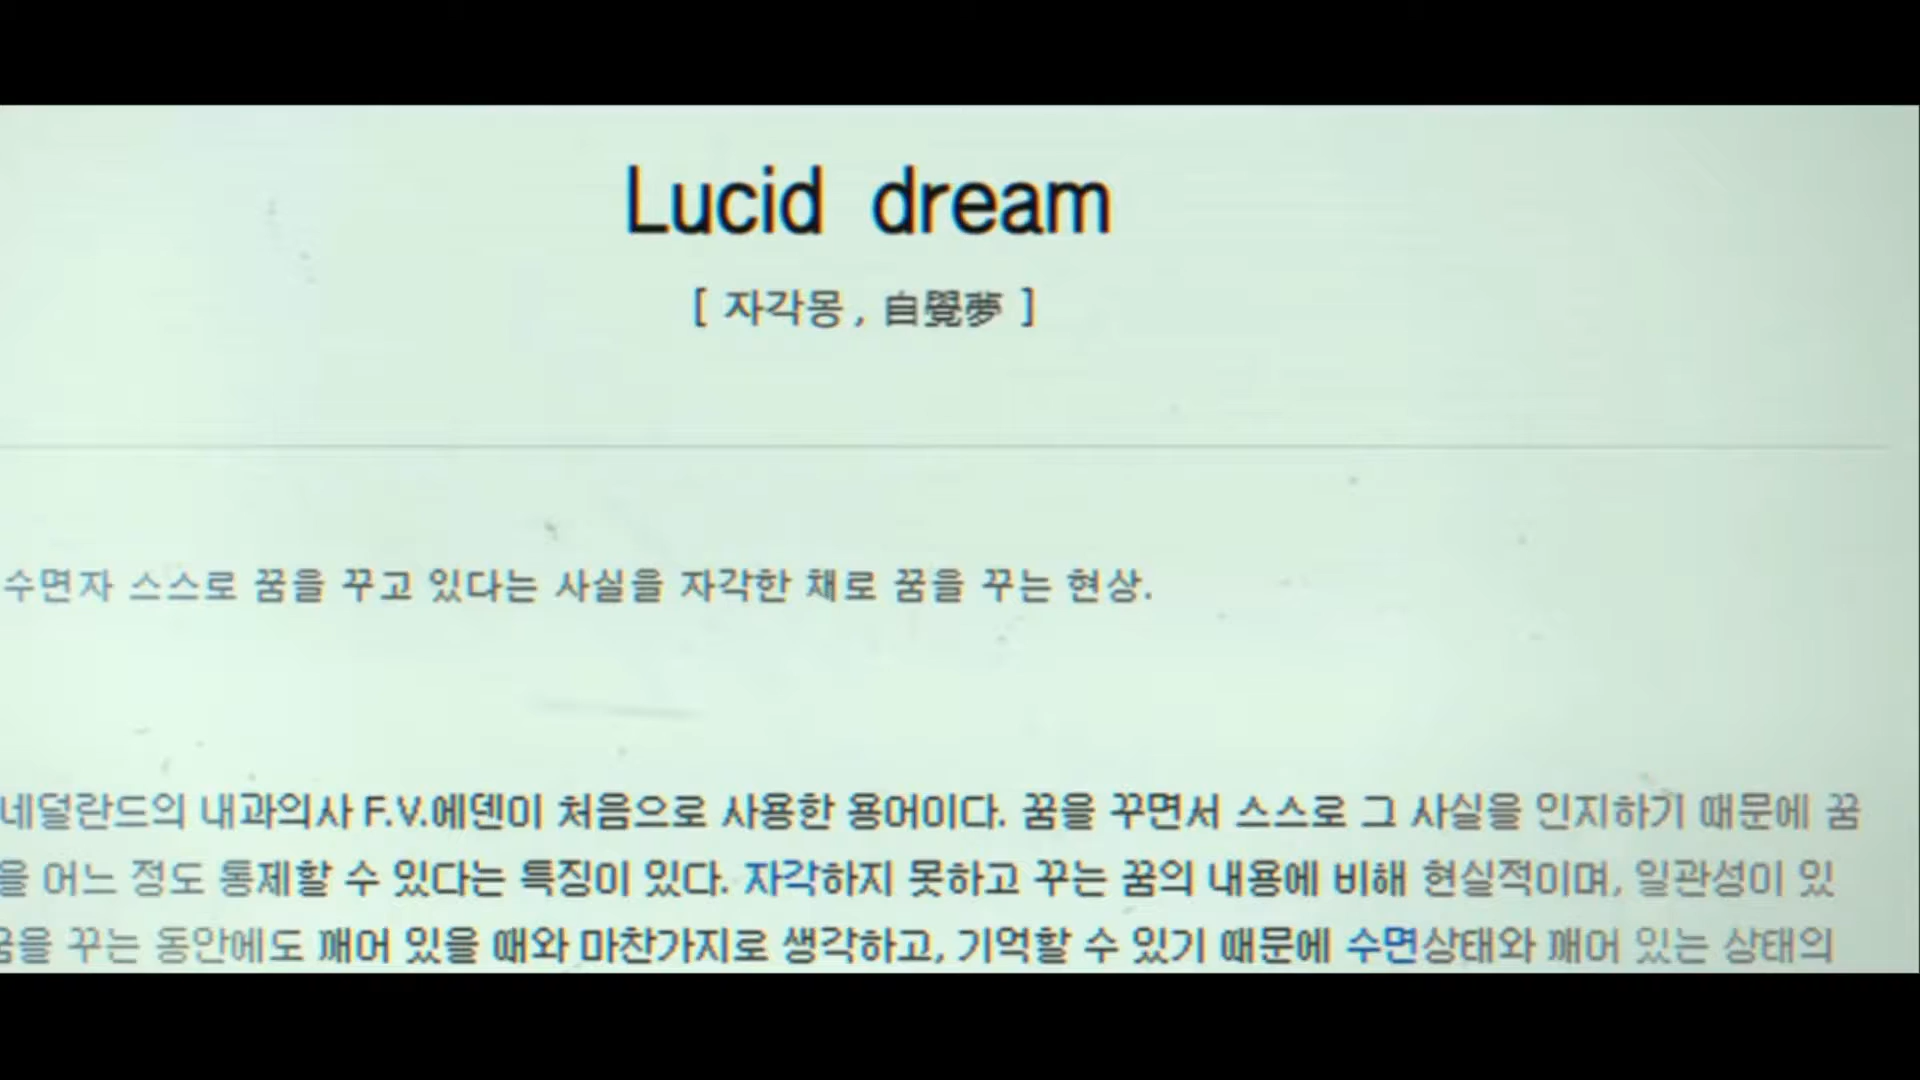 Lucid dream
[ 자각몽 , 自覺夢 ]
수면자 스스로 꿈을 꾸고 있다는 사실을 자각한 채로 꿈을 꾸는 현상.
네덜란드의 내과의사 F.V.에덴이 처음으로 사용한 용어이다. 꿈을 꾸면서 스스로 그 사실을 인지하기 때문에 꿈
을 어느 정도 통제할 수 있다는 특징이 있다. 자각하지 못하고 꾸는 꿈의 내용에 비해 현실적이며, 일관성이 있
꿈을 꾸는 동안에도 깨어 있을 때와 마찬가지로 생각하고, 기억할 수 있기 때문에 수면상태와 깨어 있는 상태의